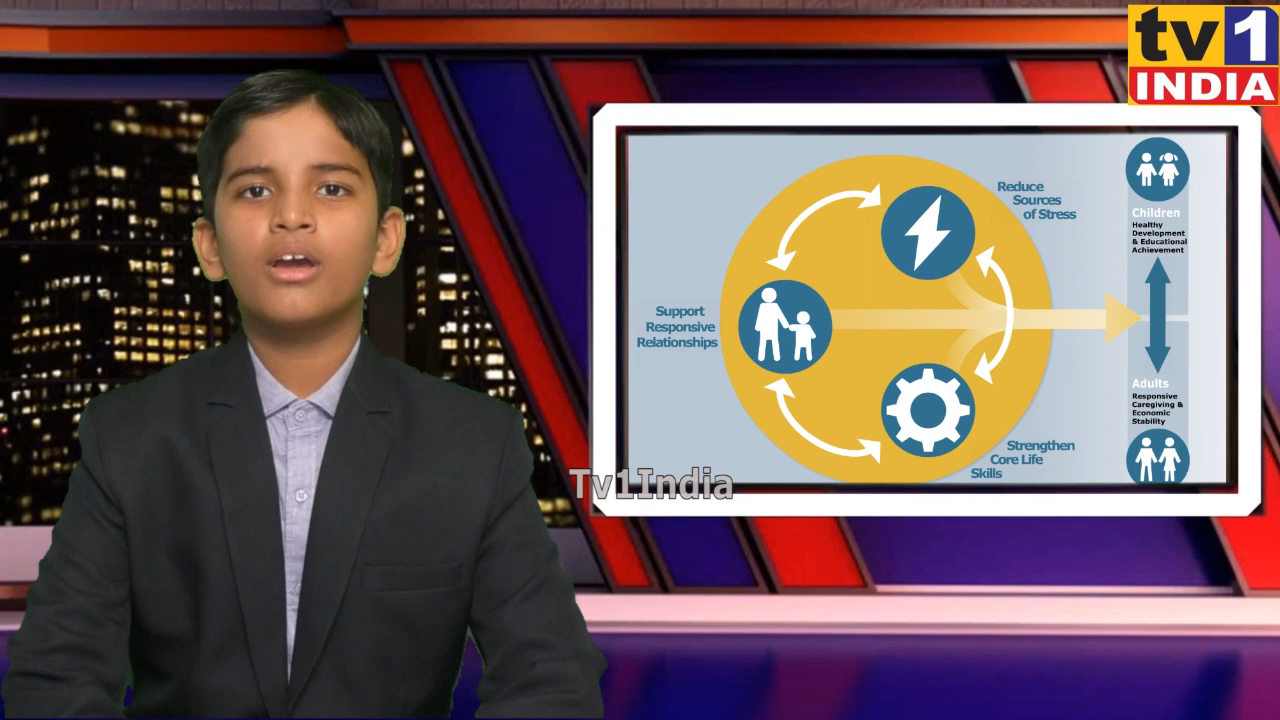 tv1
INDIA
Reduce
Sources
of Stress
Support
Responsive
Relationships
Strengthen
Core Life
Skills
Children
Healthy
Development
& Educational
Achievement
Adults
Responsive
Caregiving &
Economic
Stability
Tv1India